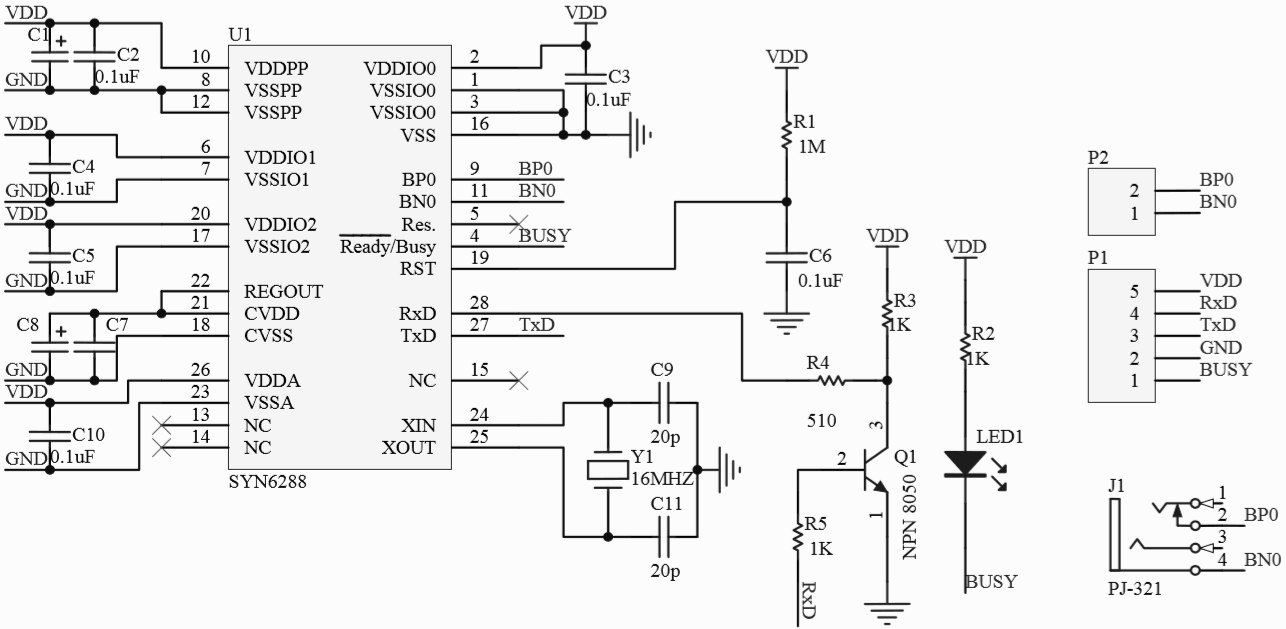 VDD
C1
+
C2
0.1uF
GND
VDD
C4
0.1uF
GND
VDD
C5
0.1uF
GND
C8
+
C7
GND
VDD
C10
0.1uF
GND
U1
10 VDDPP
8 VSSPP
12 VSSPP
6 VDDIO1
7 VSSIO1
20 VDDIO2
17 VSSIO2
22 REGOUT
21 CVDD
18 CVSS
26 VDDA
23 VSSA
13 NC
14 NC
VDDIO0 2
VSSIO0 1
VSSIO0 3
VSS 16
BP0 9 BP0
BN0 11 BN0
Res. 5
Ready/Busy 4 BUSY
RST 19
RxD 28
TxD 27 TxD
NC 15
XIN 24
XOUT 25
SYN6288
VDD
C3
0.1uF
C9
20p
Y1
16MHZ
C11
20p
VDD
R1
1M
C6
0.1uF
VDD
R3
1K
R4
510
3
2
Q1
1
NPN 8050
R5
1K
RxD
VDD
R2
1K
LED1
BUSY
P2
2 BP0
1 BN0
P1
5 VDD
4 RxD
3 TxD
2 GND
1 BUSY
J1
1
2 BP0
3
4 BN0
PJ-321